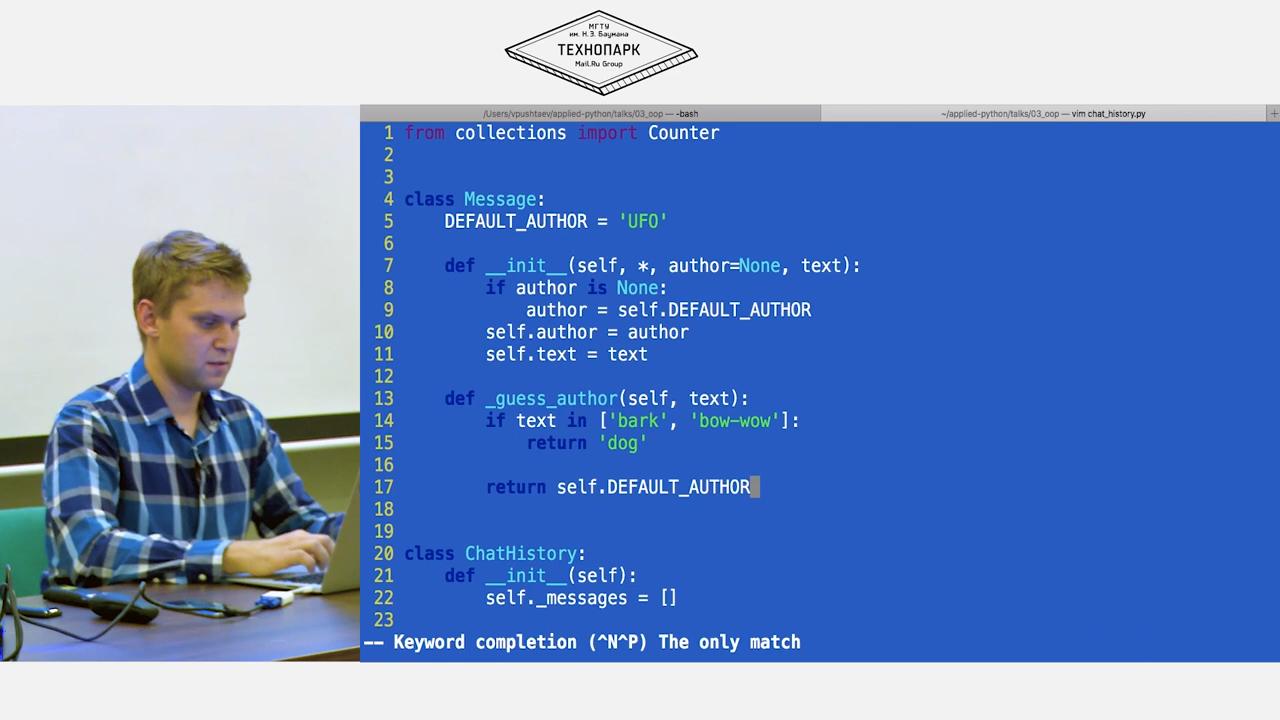 МГТУ
им. Н.Э. Баумана
ТЕХНОПАРК
Mail.Ru Group
/Users/vpushtaev/applied-python/talks/03_oop — -bash
~/applied-python/talks/03_oop — vim chat_history.py
+
1 from collections import Counter
2
3
4 class Message:
5     DEFAULT_AUTHOR = 'UFO'
6
7     def __init__(self, *, author=None, text):
8         if author is None:
9             author = self.DEFAULT_AUTHOR
10         self.author = author
11         self.text = text
12
13     def _guess_author(self, text):
14         if text in ['bark', 'bow-wow']:
15             return 'dog'
16
17         return self.DEFAULT_AUTHOR
18
19
20 class ChatHistory:
21     def __init__(self):
22         self._messages = []
23
-- Keyword completion (^N^P) The only match